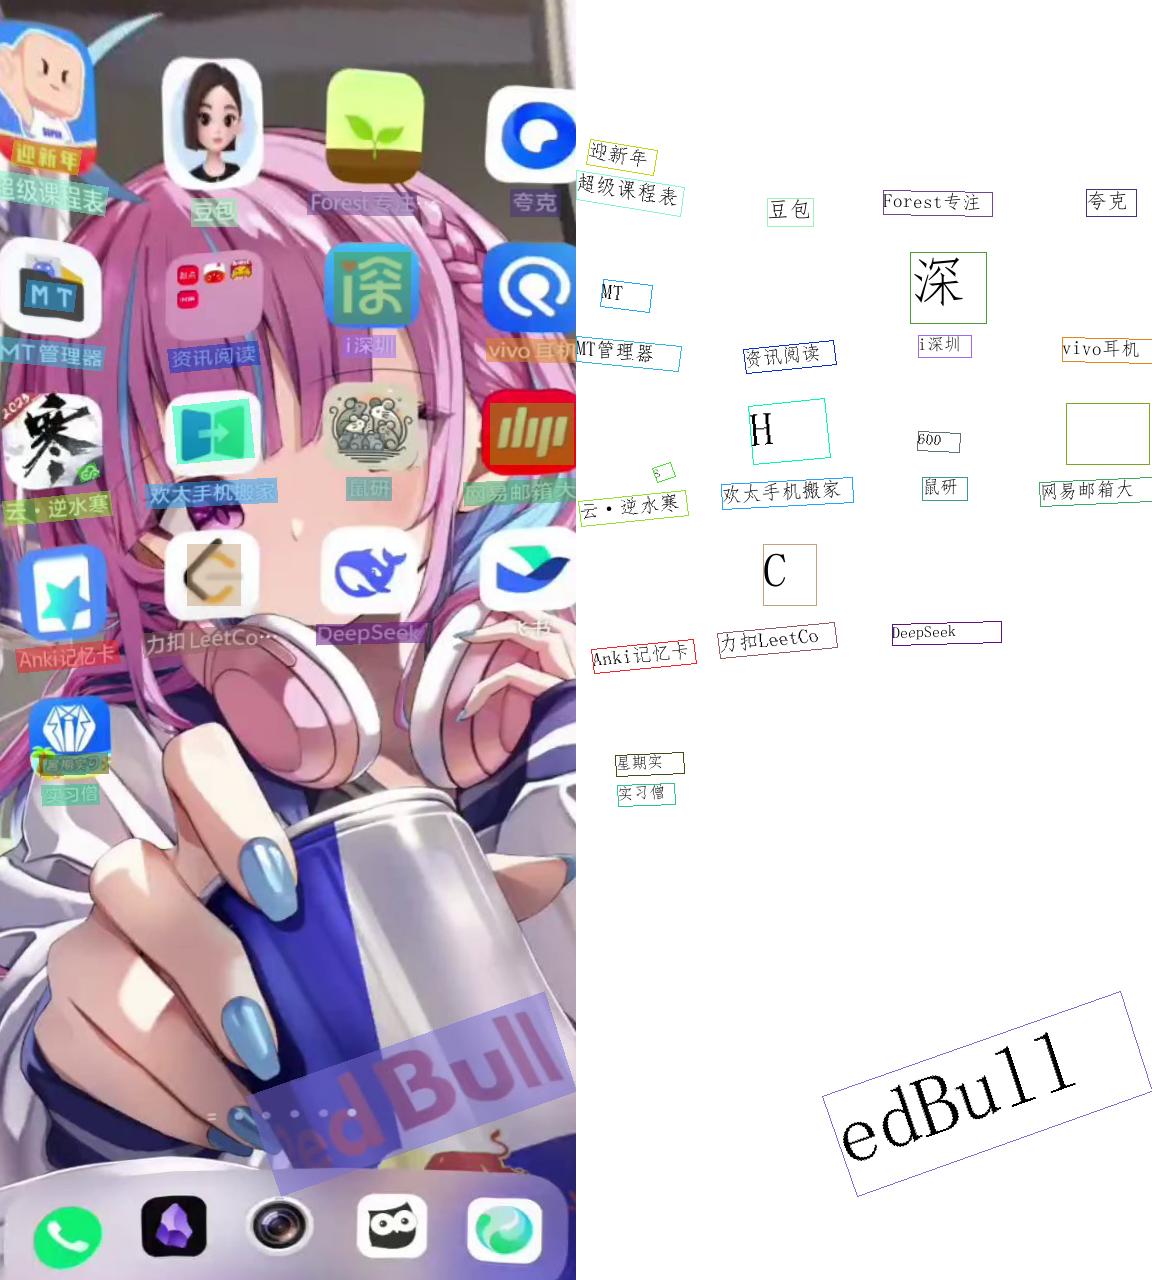 迎新年
超级课程表
豆包
Forest专注
夸克
MT
i深
MT管理器
资讯阅读
i深圳
vivo耳机
2025
寒
云·逆水寒
欢太手机搬家
鼠研
网易邮箱大
Anki记忆卡
力扣 LeetCo…
DeepSeek
飞书
暑期实习
实习僧
Red Bull
迎新年
超级课程表
豆包
Forest专注
夸克
MT
深
MT管理器
资讯阅读
i深圳
vivo耳机
H
600
s
云·逆水寒
欢太手机搬家
鼠研
网易邮箱大
C
Anki记忆卡
力扣LeetCo
DeepSeek
星期实
实习僧
edBull